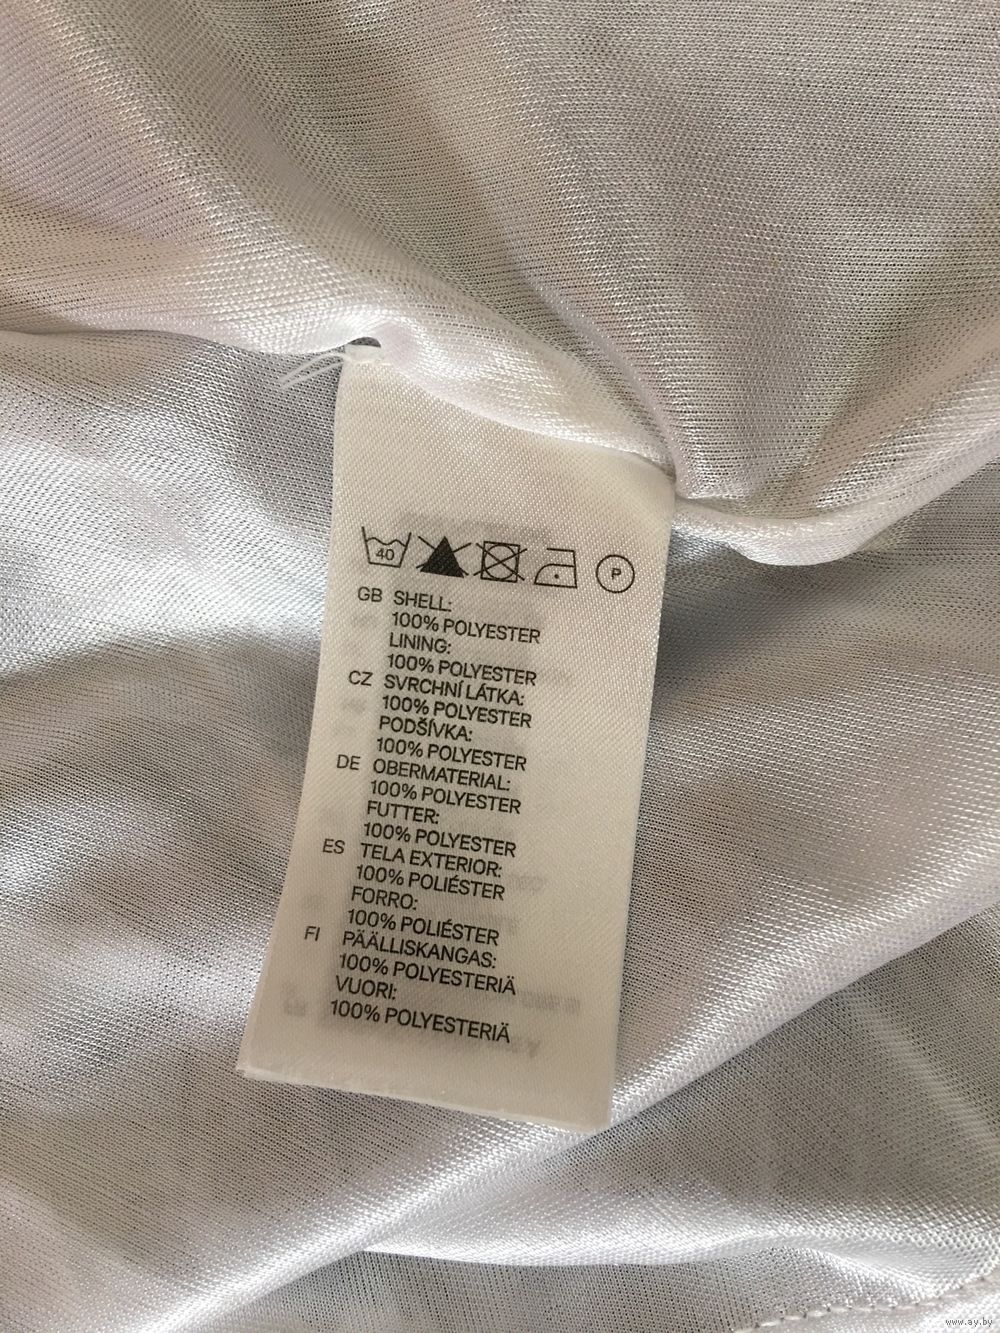 40
P
GB SHELL:
100% POLYESTER
LINING:
100% POLYESTER
CZ SVRCHNÍ LÁTKA:
100% POLYESTER
PODŠÍVKA:
100% POLYESTER
DE OBERMATERIAL:
100% POLYESTER
FUTTER:
100% POLYESTER
ES TELA EXTERIOR:
100% POLIÉSTER
FORRO:
100% POLIÉSTER
FI PÄÄLLISKANGAS:
100% POLYESTERIÄ
VUORI:
100% POLYESTERIÄ
www.ay.by